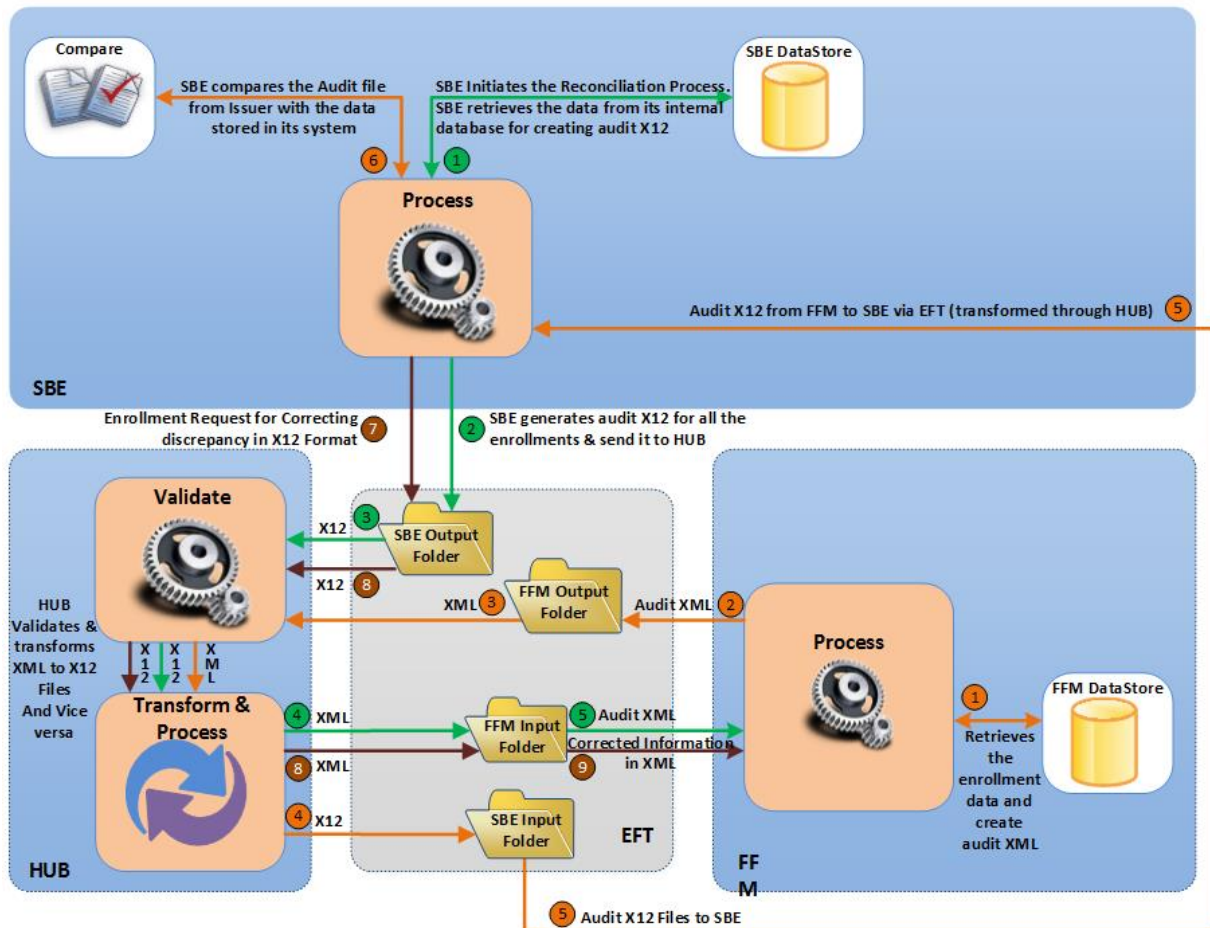 Compare
SBE compares the Audit file
from Issuer with the data
stored in its system
6
SBE Initiates the Reconciliation Process.
SBE retrieves the data from its internal
database for creating audit X12
1
SBE DataStore
Process
Audit X12 from FFM to SBE via EFT (transformed through HUB)
5
SBE
Enrollment Request for Correcting
discrepancy in X12 Format
7
2
SBE generates audit X12 for all the
enrollments & send it to HUB
Validate
X12
3
SBE Output
Folder
X12
8
FFM Output
Folder
XML
3
Audit XML
2
HUB
Validates &
transforms
XML to X12
Files
And Vice
versa
X12
X12
XML
Transform &
Process
4
XML
8
XML
4
X12
FFM Input
Folder
5
Audit XML
Corrected Information
in XML
9
SBE Input
Folder
EFT
HUB
Process
1
FFM DataStore
Retrieves
the
enrollment
data and
create
audit XML
FF
M
5
Audit X12 Files to SBE